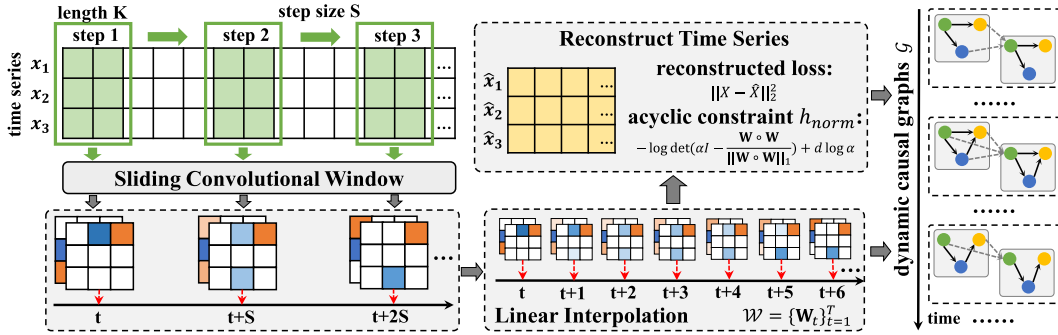 length K
step size S
step 1
step 2
step 3
time series
x₁
x₂
x₃
...
...
...
Sliding Convolutional Window
...
t
t+S
t+2S
Reconstruct Time Series
x̂₁
x̂₂
x̂₃
...
...
reconstructed loss:
||X − X̂||₂²
acyclic constraint h_norm:
−log det(αI − W ∘ W / ||W ∘ W||₁) + d log α
...
t
t+1
t+2
t+3
t+4
t+5
t+6
Linear Interpolation
𝒲 = {W_t}_{t=1}^T
dynamic causal graphs 𝒢
......
......
......
time